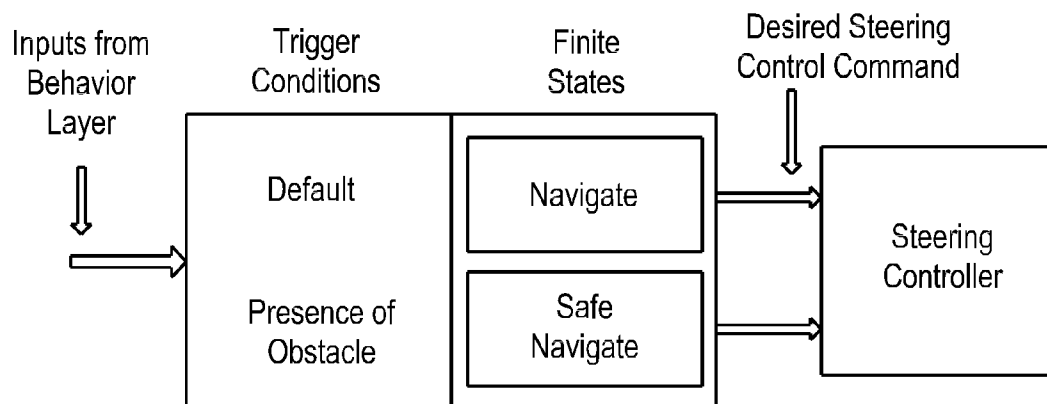 Inputs from
Behavior
Layer
Trigger
Conditions
Finite
States
Desired Steering
Control Command
Default
Navigate
Presence of
Obstacle
Safe
Navigate
Steering
Controller